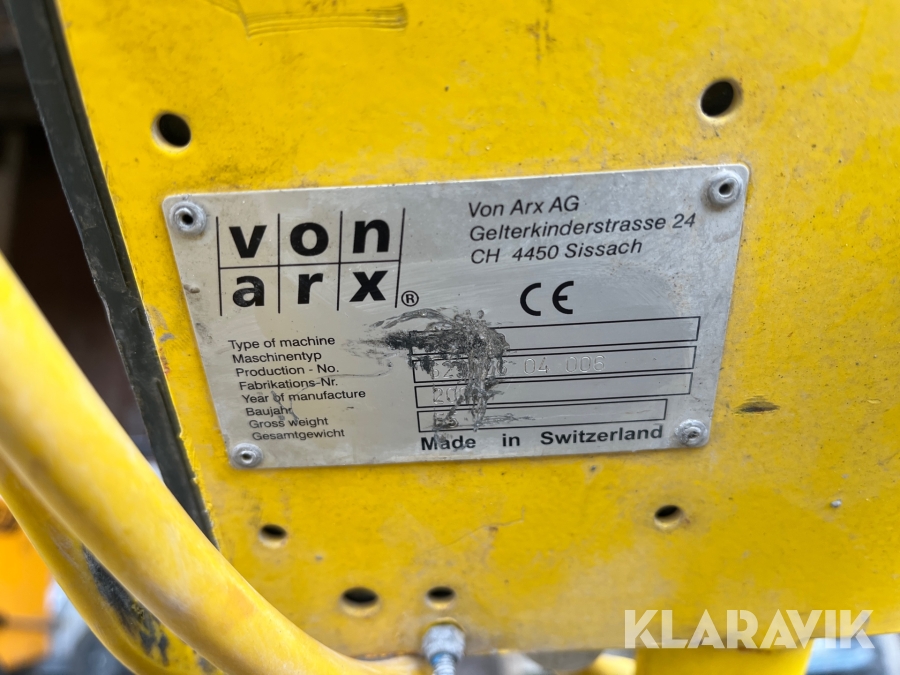 von
arx®
Von Arx AG
Gelterkinderstrasse 24
CH 4450 Sissach
CE
Type of machine
Maschinentyp
Production - No.
04 006
Fabrikations-Nr.
Year of manufacture
Baujahr
Gross weight
Gesamtgewicht
Made in Switzerland
KLARAVIK